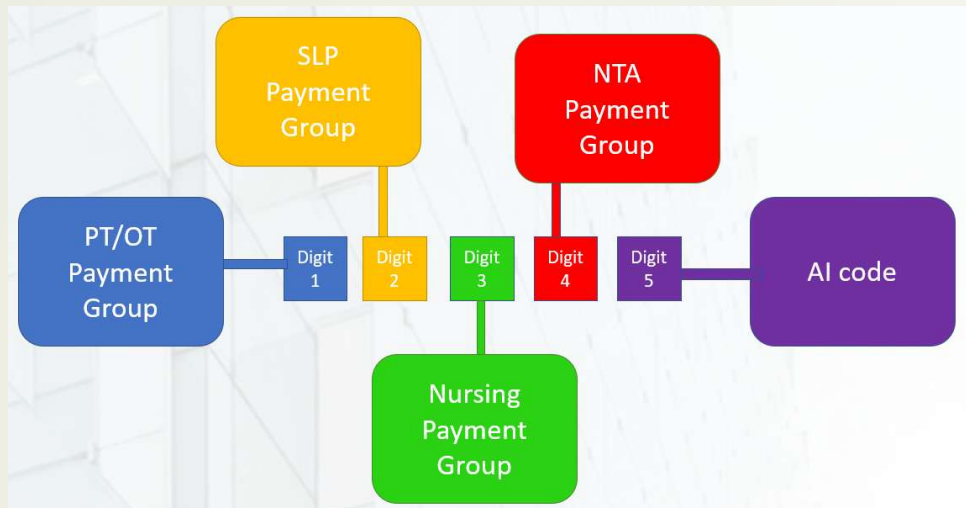 SLP
Payment
Group
NTA
Payment
Group
PT/OT
Payment
Group
Digit
1
Digit
2
Digit
3
Digit
4
Digit
5
AI code
Nursing
Payment
Group